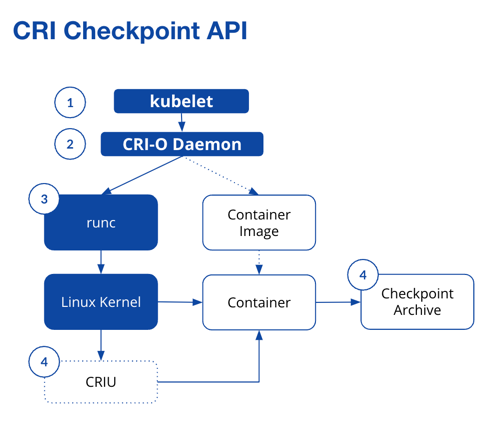 CRI Checkpoint API
1
kubelet
2
CRI-O Daemon
3
runc
Container
Image
4
Linux Kernel
Container
Checkpoint
Archive
4
CRIU